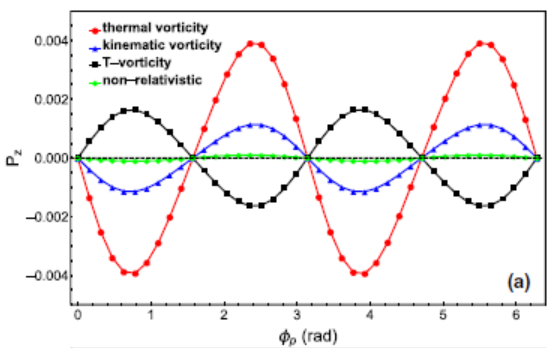 0.004
0.002
0.000
−0.002
−0.004
P_z
thermal vorticity
kinematic vorticity
T−vorticity
non−relativistic
(a)
0 1 2 3 4 5 6
ϕ_p (rad)